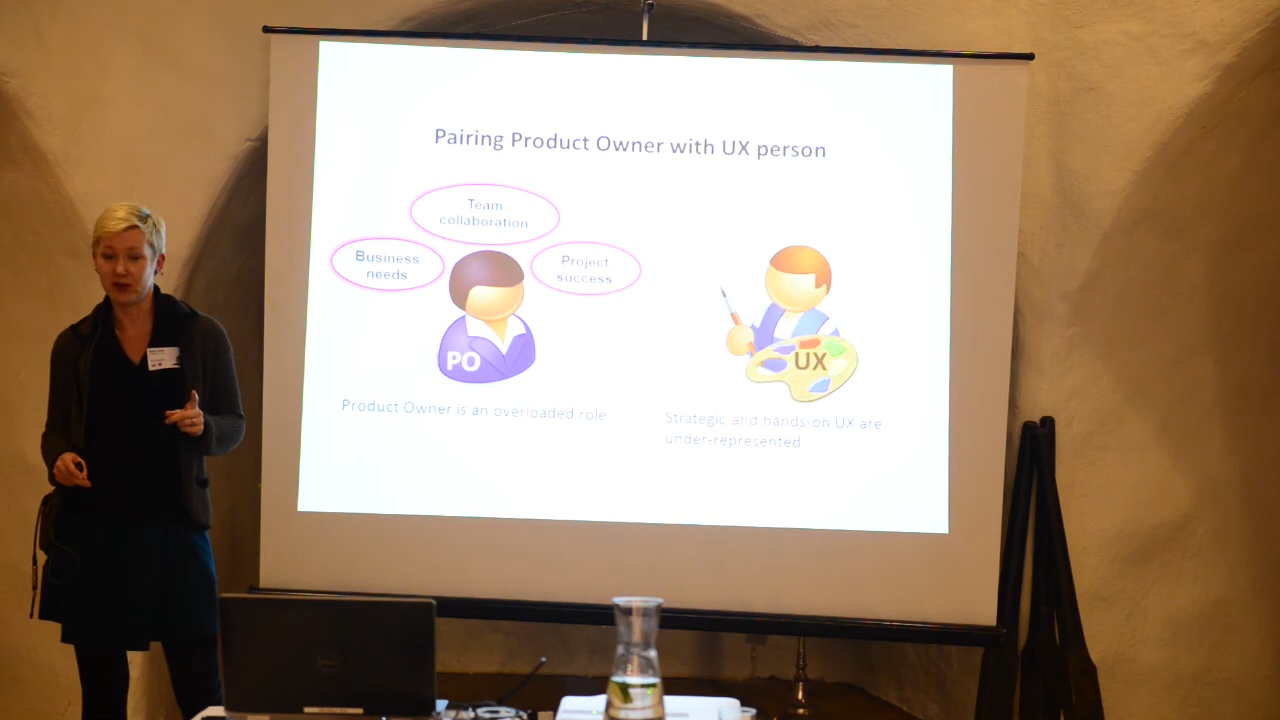 Pairing Product Owner with UX person
Team
collaboration
Business
needs
Project
success
PO
UX
Product Owner is an overloaded role
Strategic and hands-on UX are
under-represented